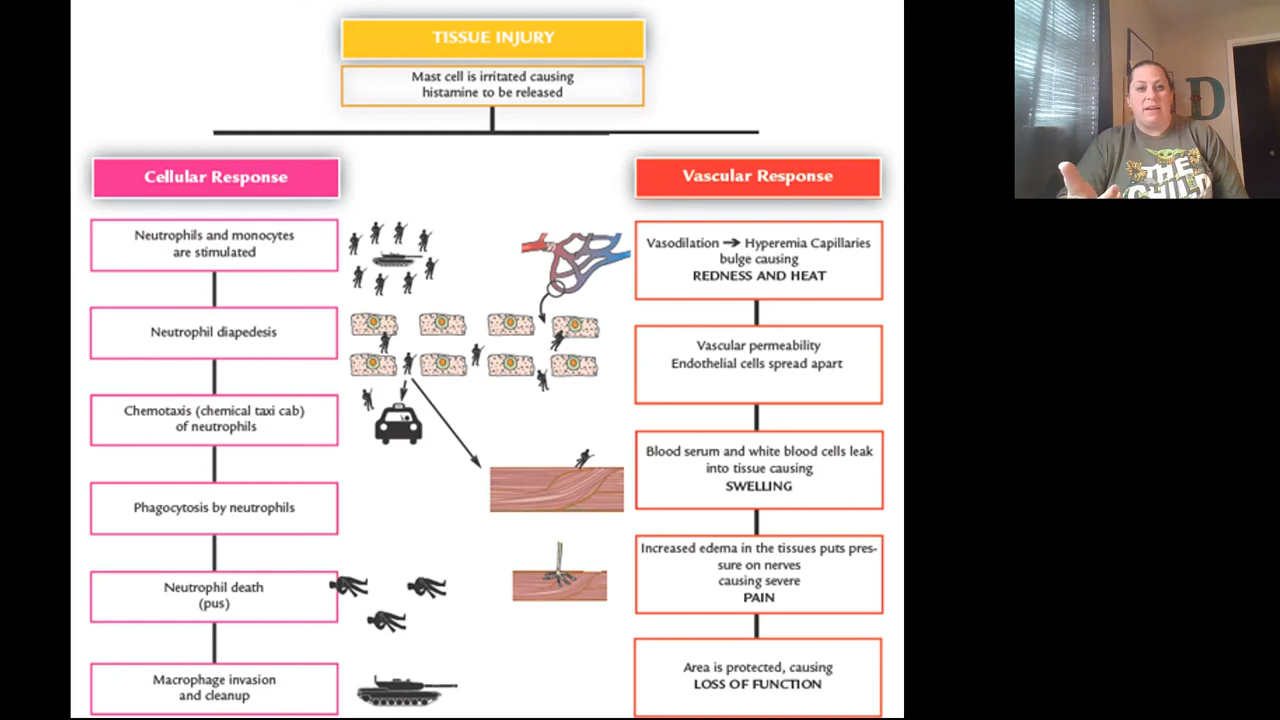 TISSUE INJURY
Mast cell is irritated causing
histamine to be released
Cellular Response
Neutrophils and monocytes
are stimulated
Neutrophil diapedesis
Chemotaxis (chemical taxi cab)
of neutrophils
Phagocytosis by neutrophils
Neutrophil death
(pus)
Macrophage invasion
and cleanup
Vascular Response
Vasodilation → Hyperemia Capillaries
bulge causing
REDNESS AND HEAT
Vascular permeability
Endothelial cells spread apart
Blood serum and white blood cells leak
into tissue causing
SWELLING
Increased edema in the tissues puts pres-
sure on nerves
causing severe
PAIN
Area is protected, causing
LOSS OF FUNCTION
D
THE
CHILD